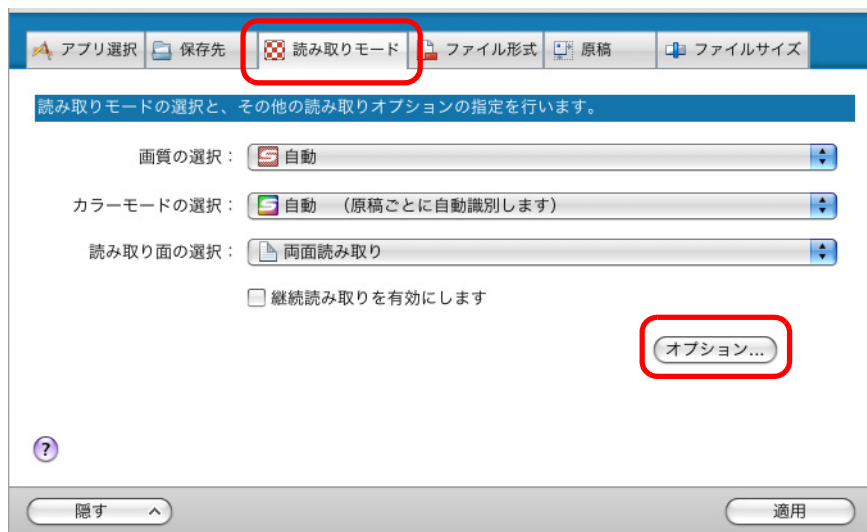 アプリ選択 保存先 読み取りモード ファイル形式 原稿 ファイルサイズ
読み取りモードの選択と、その他の読み取りオプションの指定を行います。
画質の選択： 自動
カラーモードの選択： 自動 （原稿ごとに自動識別します）
読み取り面の選択： 両面読み取り
継続読み取りを有効にします
オプション...
?
隠す 適用